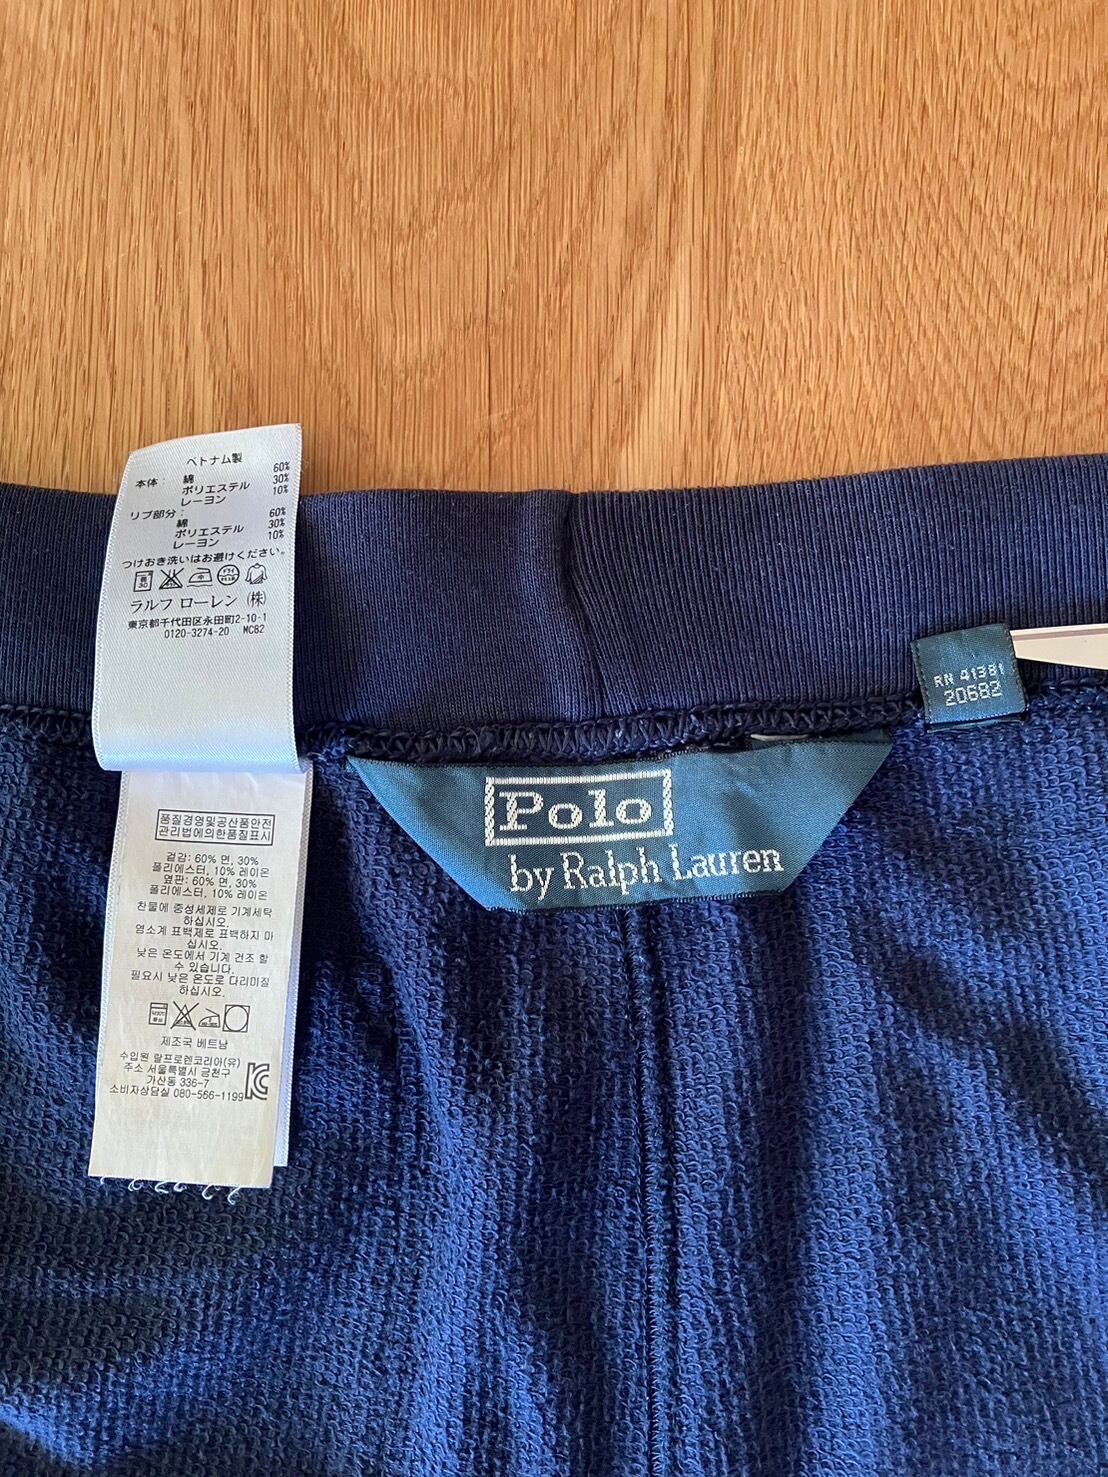 ベトナム製
本体: 綿 60%
ポリエステル 30%
レーヨン 10%
リブ部分:
綿 60%
ポリエステル 30%
レーヨン 10%
つけおき洗いはお避けください。
ラルフ ローレン (株)
東京都千代田区永田町2-10-1
0120-3274-20 MC82
RN 41381
20682
Polo
by Ralph Lauren
품질경영및공산품안전
관리법에의한품질표시
겉감: 60% 면, 30%
폴리에스터, 10% 레이온
옆판: 60% 면, 30%
폴리에스터, 10% 레이온
찬물에 중성세제로 기계세탁
하십시오.
염소계 표백제로 표백하지 마
십시오.
낮은 온도에서 기계 건조 할
수 있습니다.
필요시 낮은 온도로 다리미질
하십시오.
제조국 베트남
수입원 랄프로렌코리아(유)
주소 서울특별시 금천구
가산동 336-7
소비자상담실 080-566-1199